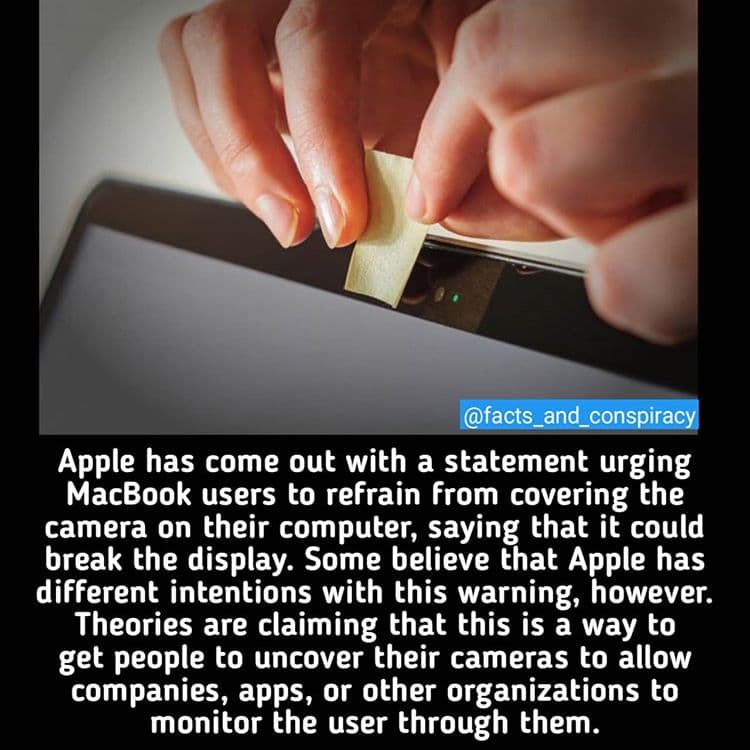 @facts_and_conspiracy
Apple has come out with a statement urging
MacBook users to refrain from covering the
camera on their computer, saying that it could
break the display. Some believe that Apple has
different intentions with this warning, however.
Theories are claiming that this is a way to
get people to uncover their cameras to allow
companies, apps, or other organizations to
monitor the user through them.